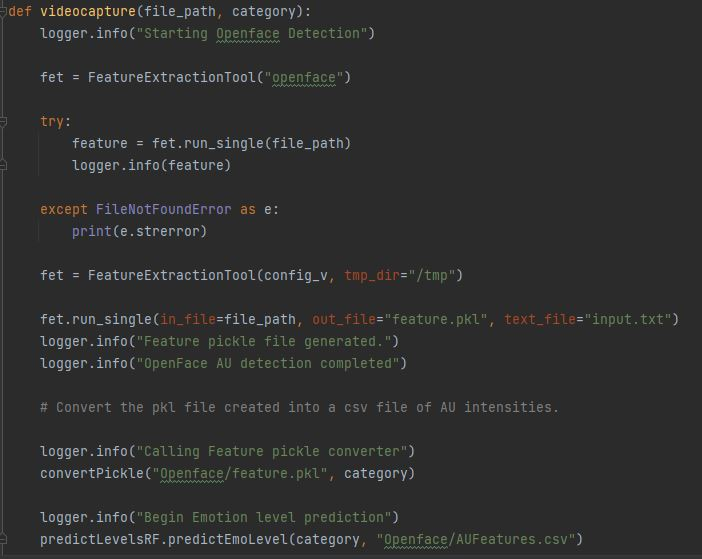 def videocapture(file_path, category):
    logger.info("Starting Openface Detection")
    fet = FeatureExtractionTool("openface")
    try:
        feature = fet.run_single(file_path)
        logger.info(feature)
    except FileNotFoundError as e:
        print(e.strerror)
    fet = FeatureExtractionTool(config_v, tmp_dir="/tmp")
    fet.run_single(in_file=file_path, out_file="feature.pkl", text_file="input.txt")
    logger.info("Feature pickle file generated.")
    logger.info("OpenFace AU detection completed")
    # Convert the pkl file created into a csv file of AU intensities.
    logger.info("Calling Feature pickle converter")
    convertPickle("Openface/feature.pkl", category)
    logger.info("Begin Emotion level prediction")
    predictLevelsRF.predictEmoLevel(category, "Openface/AUFeatures.csv")